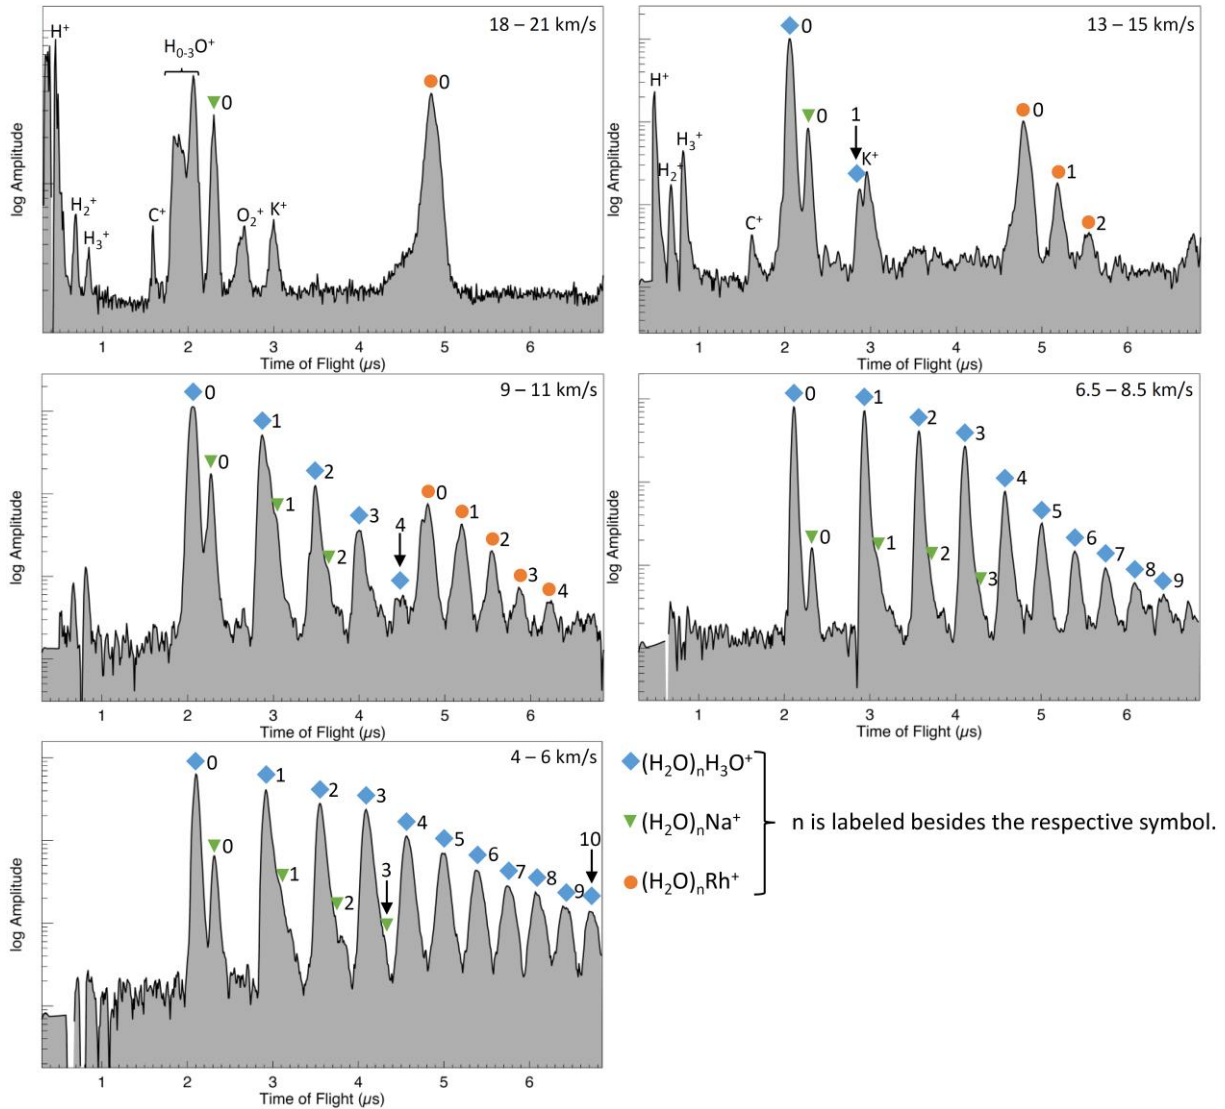 18 – 21 km/s
H⁺
H₀₋₃O⁺
0
0
H₂⁺
H₃⁺
C⁺
O₂⁺
K⁺
log Amplitude
1 2 3 4 5 6
Time of Flight (µs)
13 – 15 km/s
0
H⁺
0
1
0
H₃⁺
K⁺
H₂⁺
1
C⁺
2
log Amplitude
1 2 3 4 5 6
Time of Flight (µs)
9 – 11 km/s
0
1
0
2
0
1
1
3
4
2
2
3
4
log Amplitude
1 2 3 4 5 6
Time of Flight (µs)
6.5 – 8.5 km/s
0
1
2
3
4
5
0
1
6
2
7
3
8
9
log Amplitude
1 2 3 4 5 6
Time of Flight (µs)
4 – 6 km/s
0
1
2
3
4
5
10
0
6
3
7
8
1
9
2
log Amplitude
1 2 3 4 5 6
Time of Flight (µs)
(H₂O)ₙH₃O⁺
(H₂O)ₙNa⁺
n is labeled besides the respective symbol.
(H₂O)ₙRh⁺